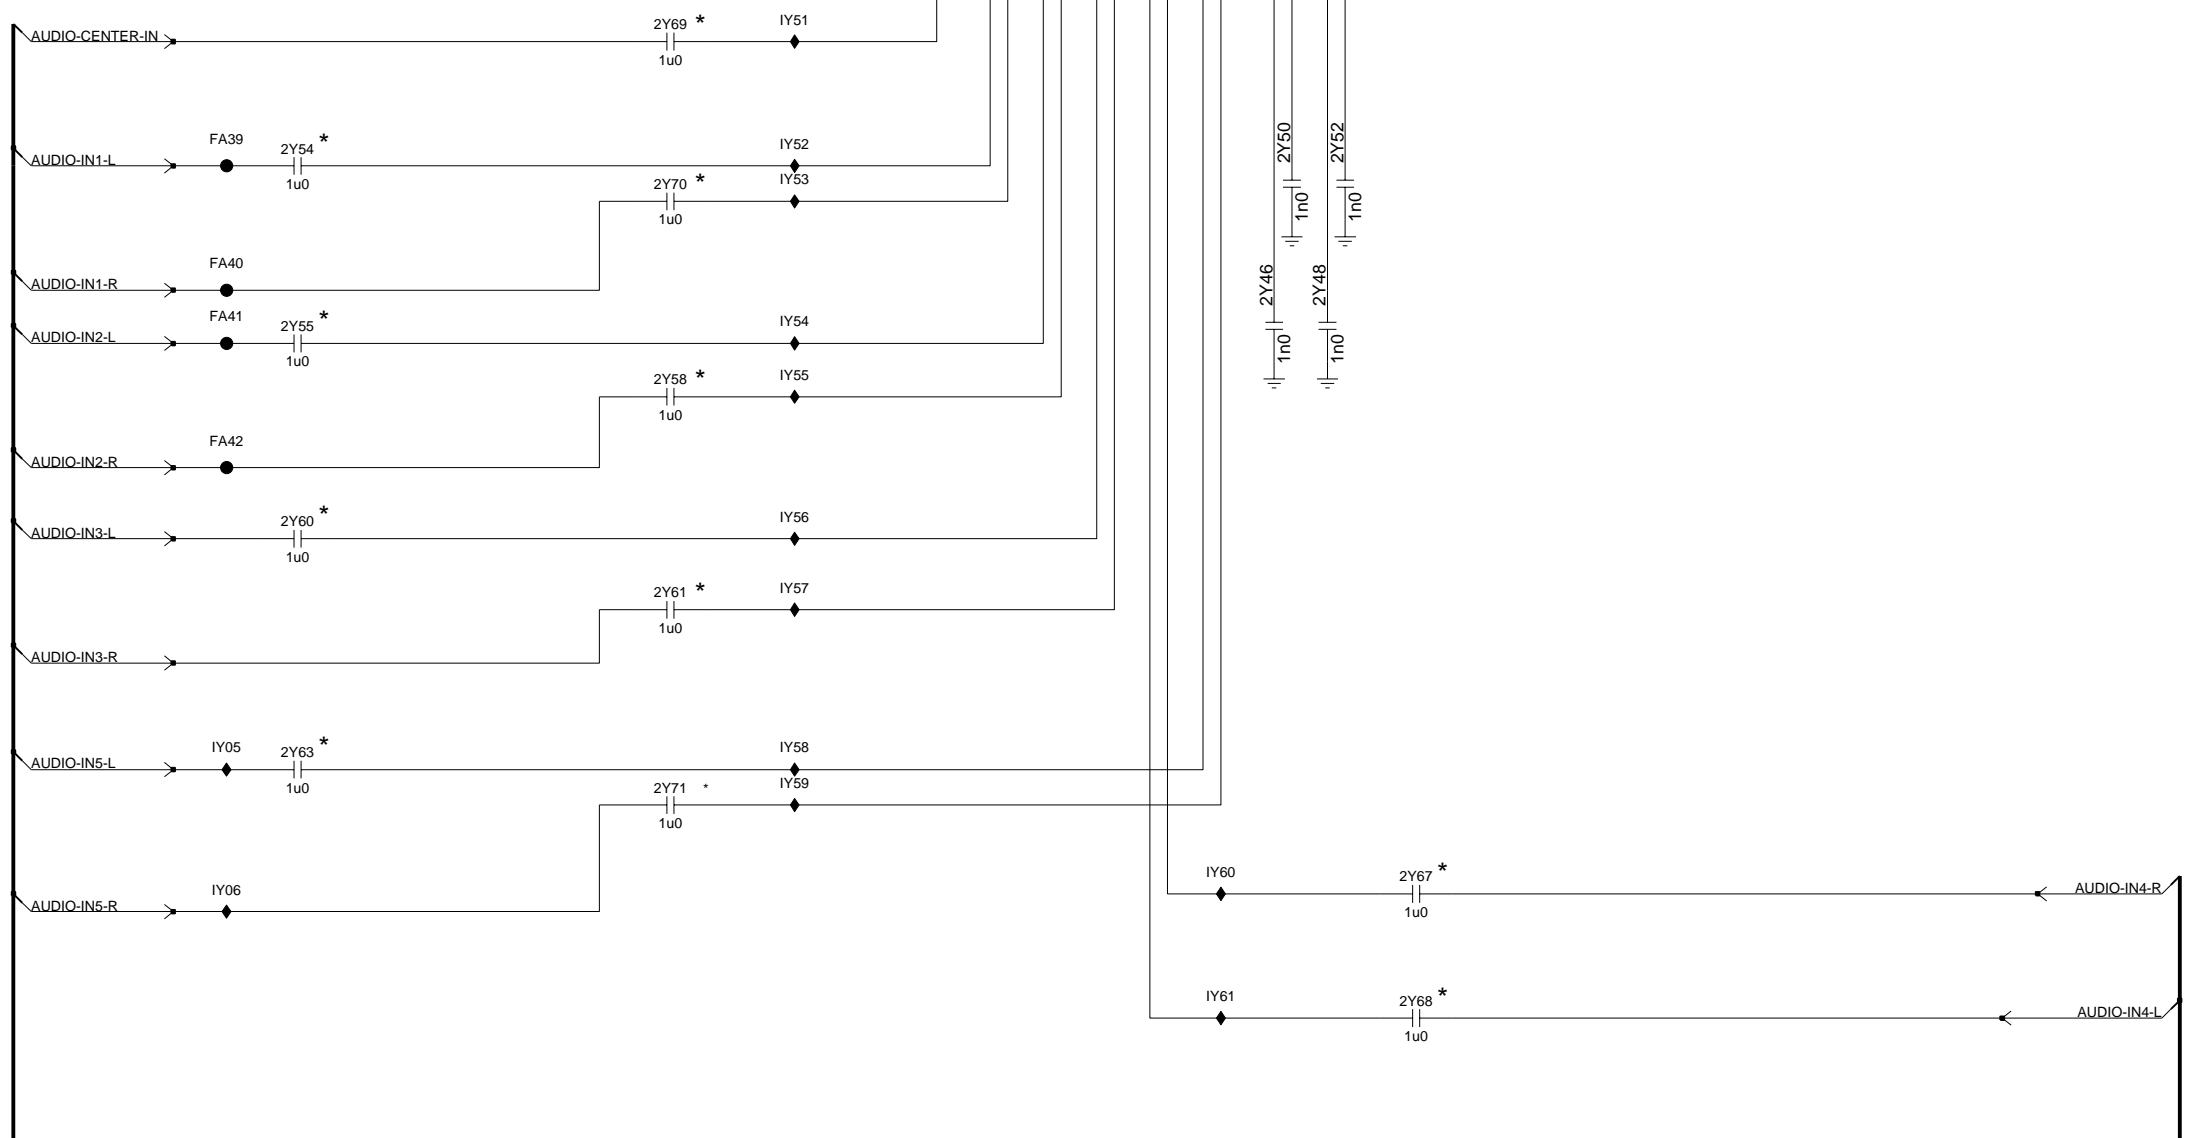 AUDIO-CENTER-IN
2Y69 *
1u0
IY51
AUDIO-IN1-L
FA39
2Y54 *
1u0
IY52
2Y70 *
1u0
IY53
AUDIO-IN1-R
FA40
AUDIO-IN2-L
FA41
2Y55 *
1u0
IY54
2Y58 *
1u0
IY55
AUDIO-IN2-R
FA42
AUDIO-IN3-L
2Y60 *
1u0
IY56
2Y61 *
1u0
IY57
AUDIO-IN3-R
AUDIO-IN5-L
IY05
2Y63 *
1u0
IY58
2Y71 *
1u0
IY59
AUDIO-IN5-R
IY06
2Y50
1n0
2Y52
1n0
2Y46
1n0
2Y48
1n0
IY60
2Y67 *
1u0
AUDIO-IN4-R
IY61
2Y68 *
1u0
AUDIO-IN4-L